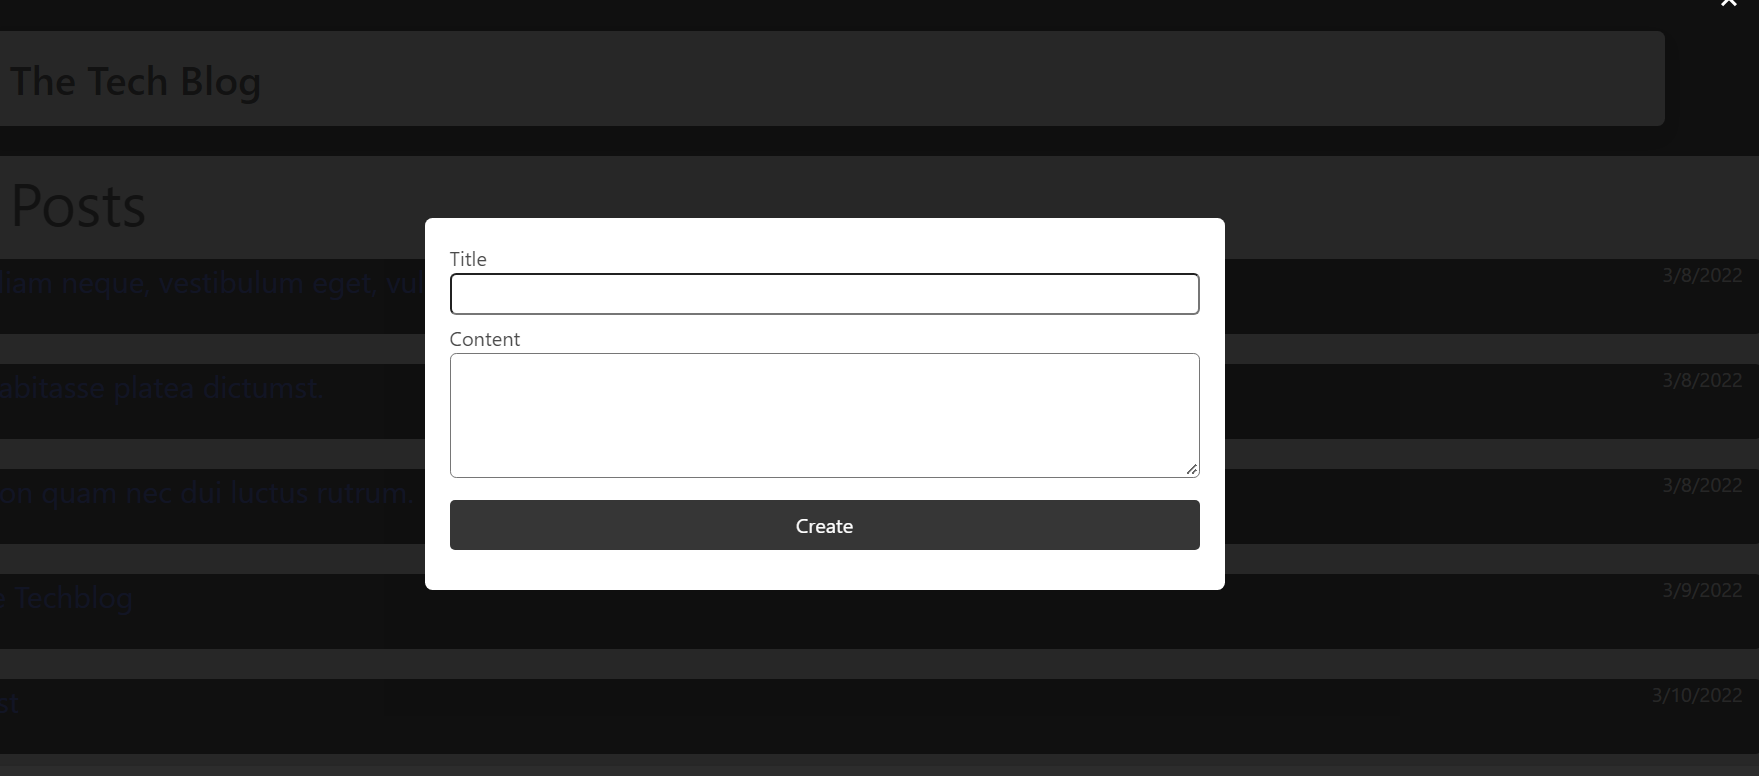 The Tech Blog
Posts
diam neque, vestibulum eget, vul
3/8/2022
abitasse platea dictumst.
3/8/2022
on quam nec dui luctus rutrum.
3/8/2022
e Techblog
3/9/2022
st
3/10/2022
Title
Content
Create